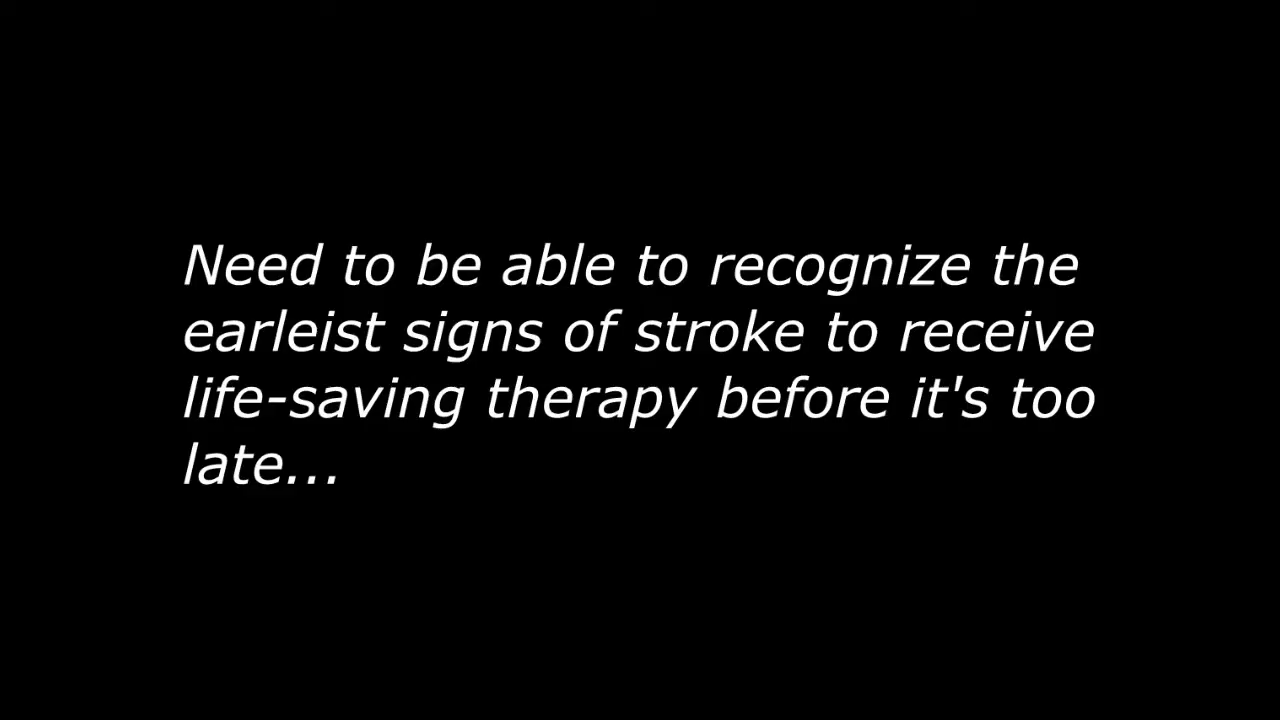 Need to be able to recognize the
earleist signs of stroke to receive
life-saving therapy before it's too
late...